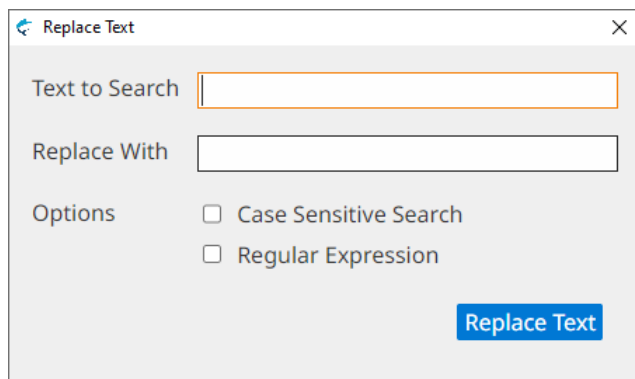 Replace Text
Text to Search
Replace With
Options
Case Sensitive Search
Regular Expression
Replace Text